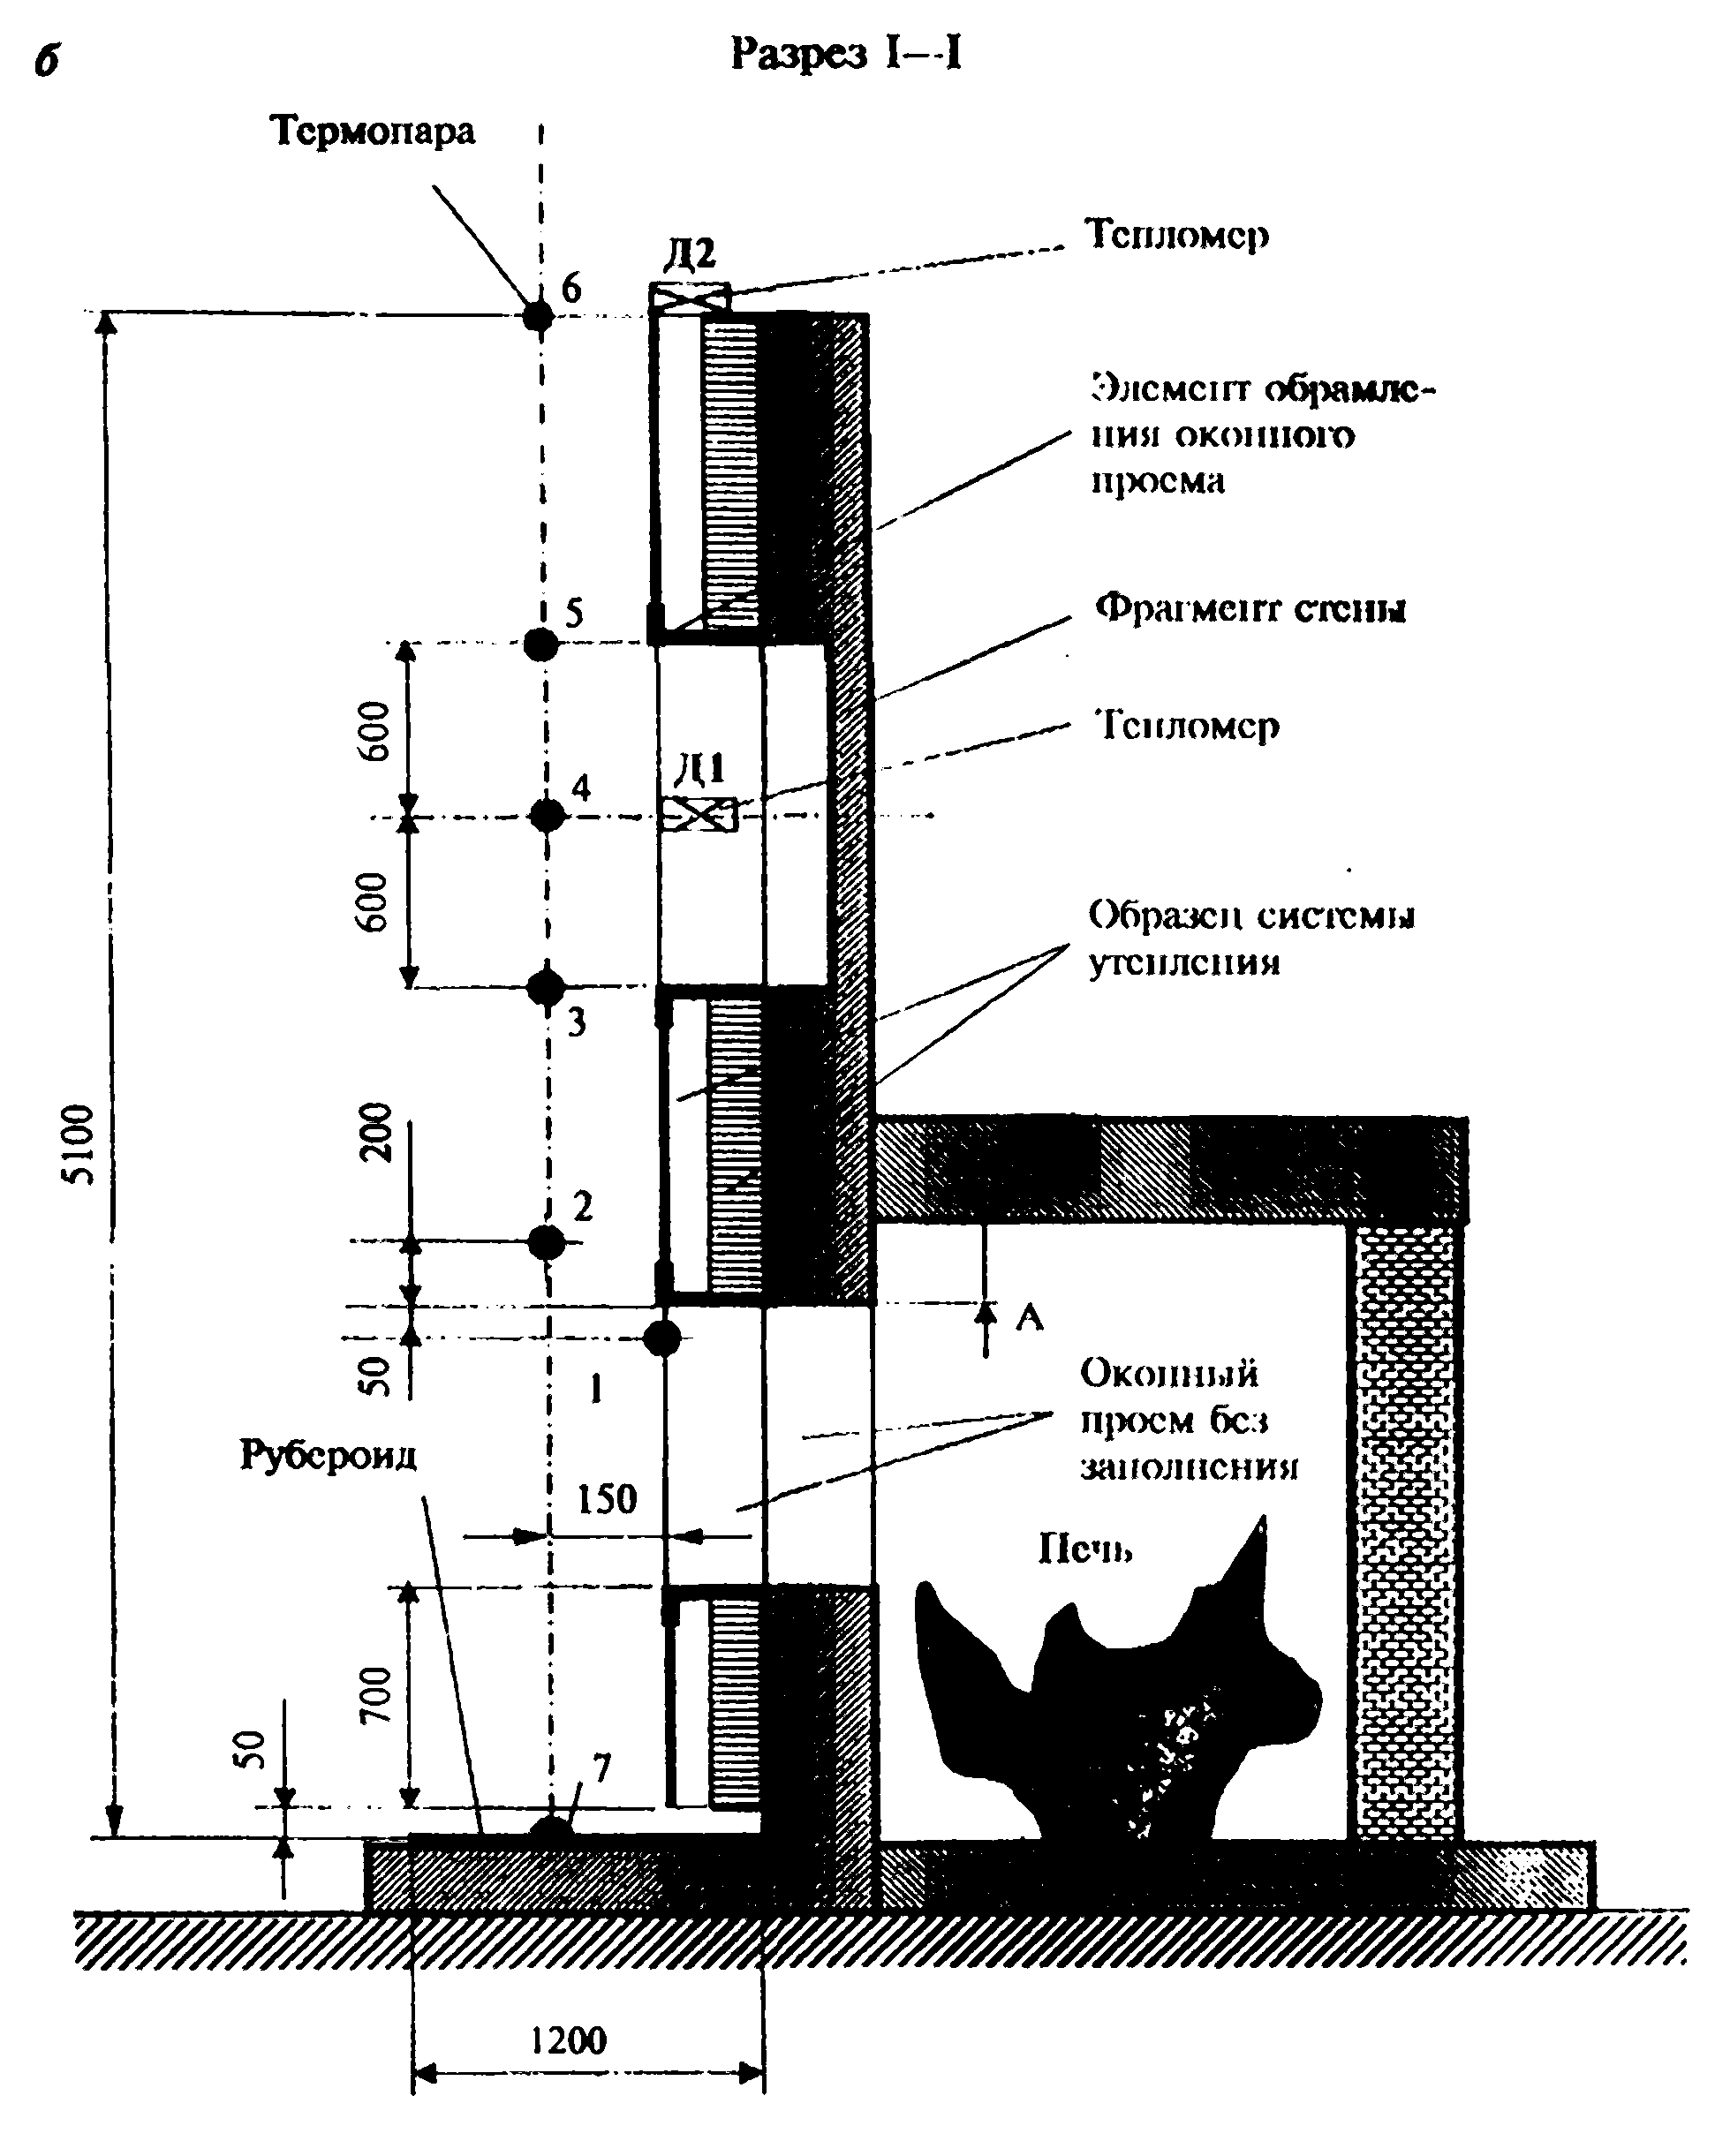 б
Разрез I—I
Термопара
Д2
Тепломер
6
Элемент обрамле-
ния оконного
проема
5
Фрагмент стены
600
Д1
Тепломер
4
600
Образец системы
утепления
3
5100
200
2
А
50
1
Оконный
проем без
заполнения
Рубероид
150
Печь
700
50
7
1200